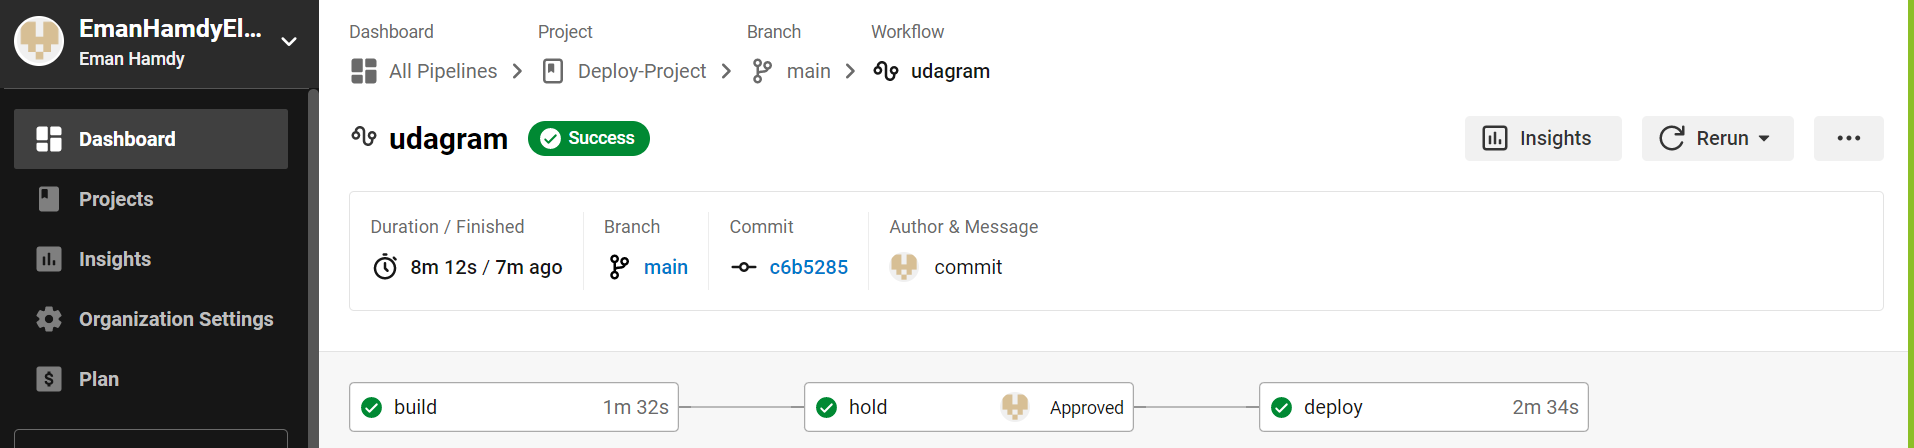 EmanHamdyEl...
Eman Hamdy
Dashboard
Projects
Insights
Organization Settings
Plan
Dashboard Project Branch Workflow
All Pipelines Deploy-Project main udagram
udagram Success Insights Rerun
Duration / Finished Branch Commit Author & Message
8m 12s / 7m ago main c6b5285 commit
build 1m 32s hold Approved deploy 2m 34s